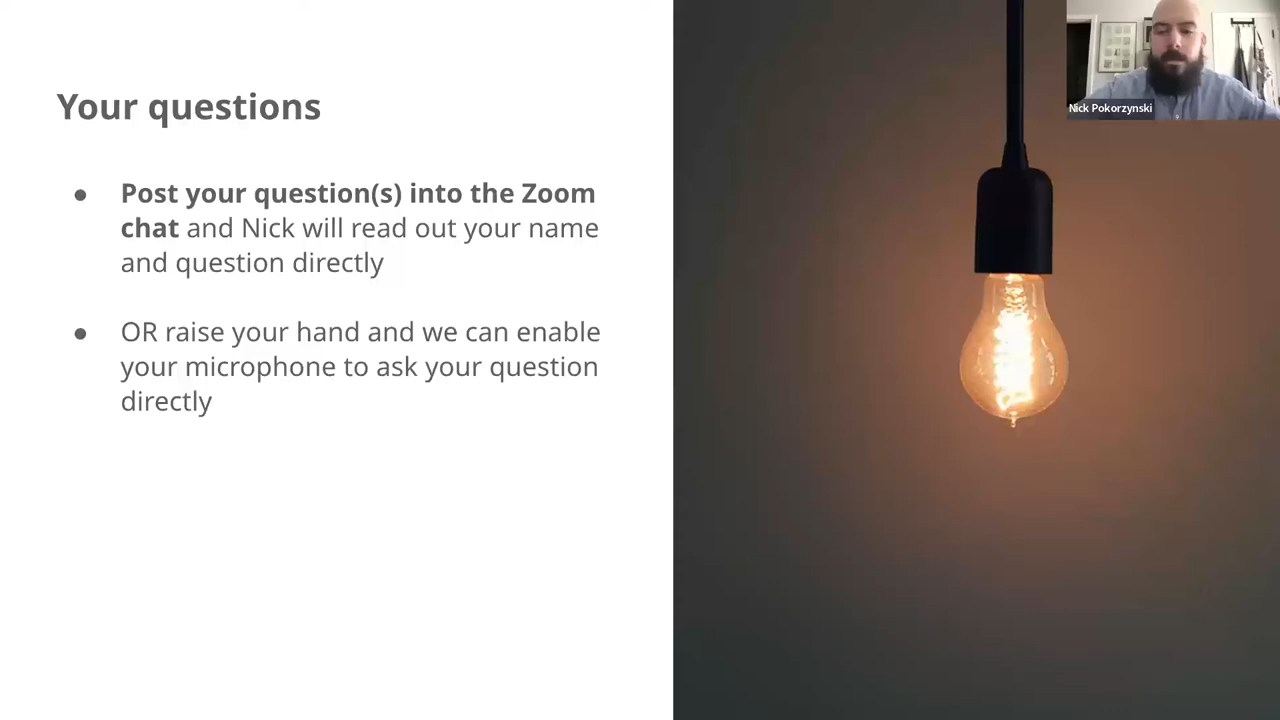 Your questions
● Post your question(s) into the Zoom
chat and Nick will read out your name
and question directly
● OR raise your hand and we can enable
your microphone to ask your question
directly
Nick Pokorzynski